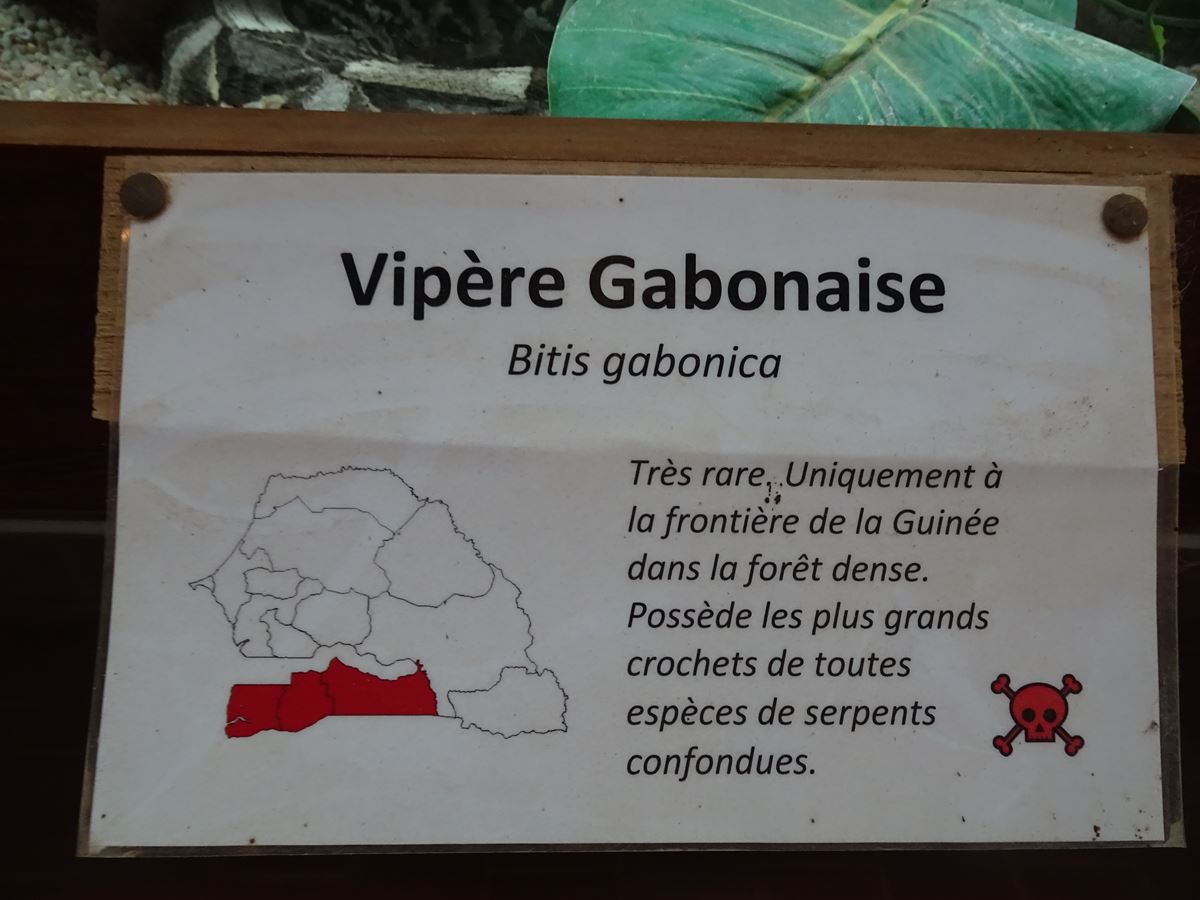 Vipère Gabonaise
Bitis gabonica
Très rare. Uniquement à
la frontière de la Guinée
dans la forêt dense.
Possède les plus grands
crochets de toutes
espèces de serpents
confondues.